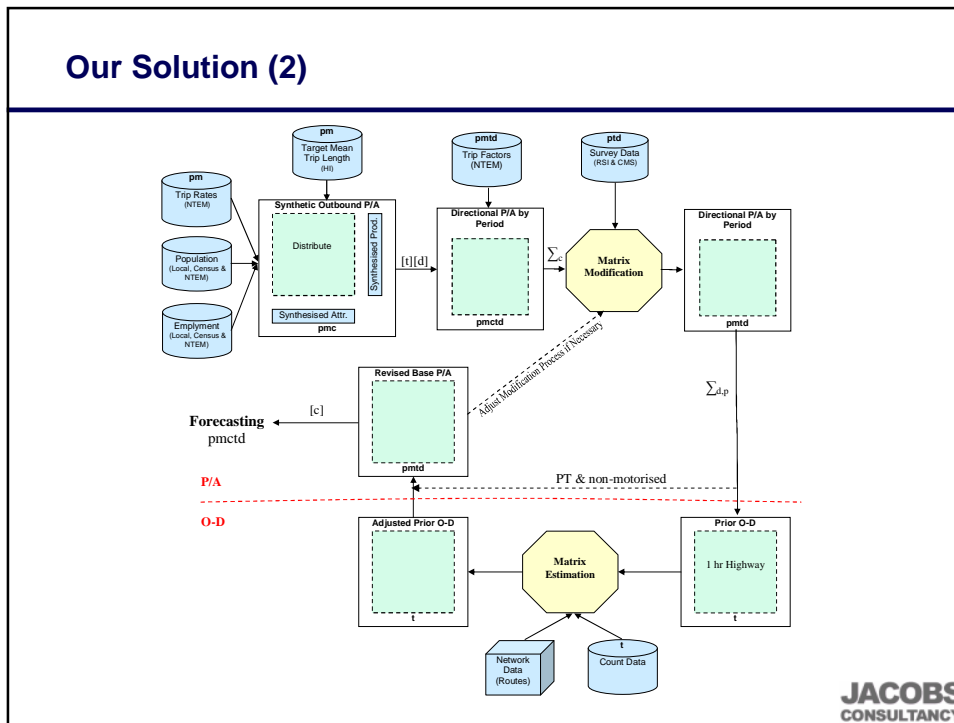 Our Solution (2)
pm
Target Mean
Trip Length
(HI)
pmtd
Trip Factors
(NTEM)
ptd
Survey Data
(RSI & CMS)
pm
Trip Rates
(NTEM)
Population
(Local, Census &
NTEM)
Emplyment
(Local, Census &
NTEM)
Synthetic Outbound P/A
Distribute
Synthesised Prod.
Synthesised Attr.
pmc
[t][d]
Directional P/A by
Period
pmctd
∑c
Matrix
Modification
Directional P/A by
Period
pmtd
Adjust Modification Process if Necessary
∑d,p
Revised Base P/A
pmtd
[c]
Forecasting
pmctd
PT & non-motorised
P/A
O-D
Adjusted Prior O-D
t
Matrix
Estimation
Prior O-D
1 hr Highway
t
Network
Data
(Routes)
t
Count Data
JACOBS
CONSULTANCY